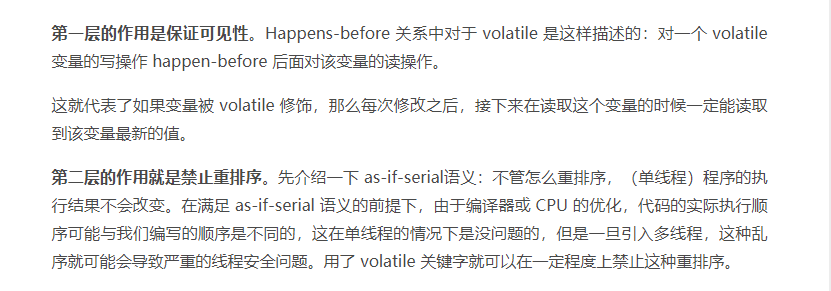 第一层的作用是保证可见性。Happens-before 关系中对于 volatile 是这样描述的：对一个 volatile
变量的写操作 happen-before 后面对该变量的读操作。
这就代表了如果变量被 volatile 修饰，那么每次修改之后，接下来在读取这个变量的时候一定能读取
到该变量最新的值。
第二层的作用就是禁止重排序。先介绍一下 as-if-serial语义：不管怎么重排序，（单线程）程序的执
行结果不会改变。在满足 as-if-serial 语义的前提下，由于编译器或 CPU 的优化，代码的实际执行顺
序可能与我们编写的顺序是不同的，这在单线程的情况下是没问题的，但是一旦引入多线程，这种乱
序就可能会导致严重的线程安全问题。用了 volatile 关键字就可以在一定程度上禁止这种重排序。